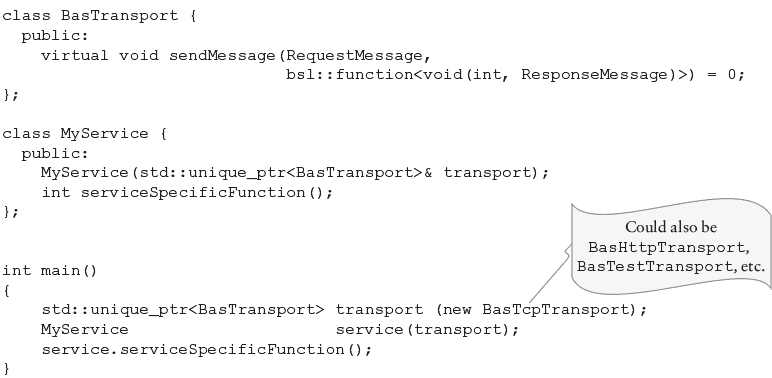 class BasTransport {
  public:
    virtual void sendMessage(RequestMessage,
                             bsl::function<void(int, ResponseMessage)>) = 0;
};

class MyService {
  public:
    MyService(std::unique_ptr<BasTransport>& transport);
    int serviceSpecificFunction();
};

int main()
{
    std::unique_ptr<BasTransport> transport (new BasTcpTransport);
    MyService                     service(transport);
    service.serviceSpecificFunction();
}
Could also be
BasHttpTransport,
BasTestTransport, etc.